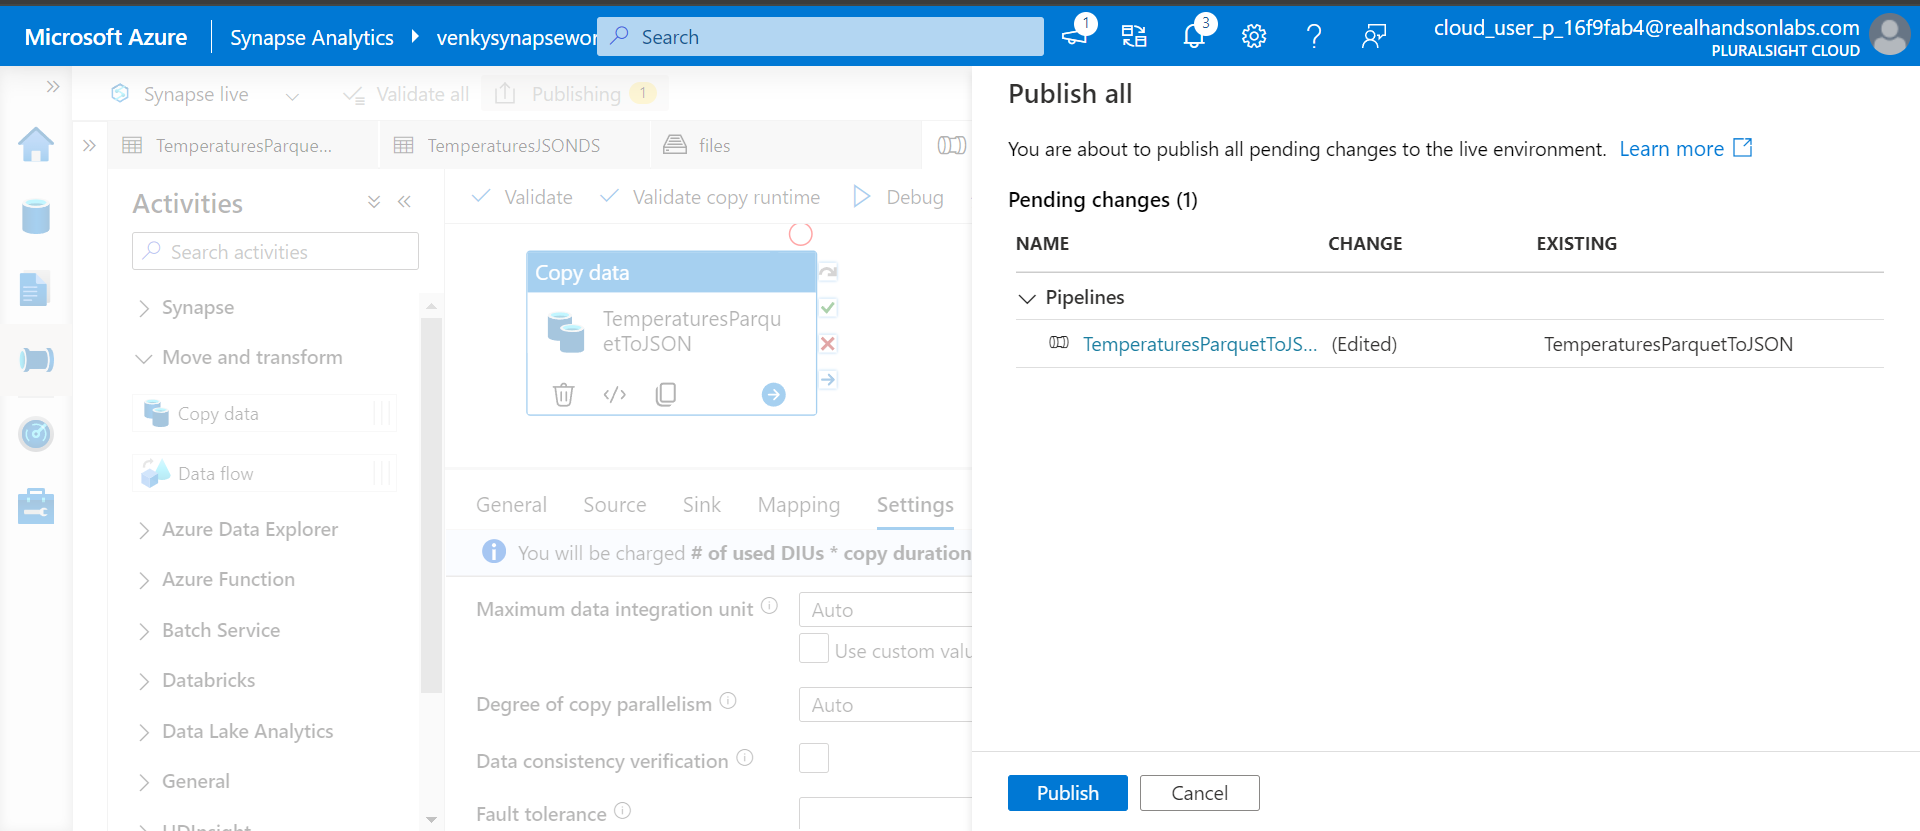 Microsoft Azure
Synapse Analytics
venkysynapsewor
Search
1
3
cloud_user_p_16f9fab4@realhandsonlabs.com
PLURALSIGHT CLOUD
Synapse live
Validate all
Publishing
1
TemperaturesParque...
TemperaturesJSONDS
files
Activities
Search activities
Synapse
Move and transform
Copy data
Data flow
Azure Data Explorer
Azure Function
Batch Service
Databricks
Data Lake Analytics
General
HDInsight
Validate
Validate copy runtime
Debug
Copy data
TemperaturesParqu
etToJSON
General
Source
Sink
Mapping
Settings
You will be charged # of used DIUs * copy duration
Maximum data integration unit
Auto
Use custom valu
Degree of copy parallelism
Auto
Data consistency verification
Fault tolerance
Publish all
You are about to publish all pending changes to the live environment. Learn more
Pending changes (1)
NAME CHANGE EXISTING
Pipelines
TemperaturesParquetToJS... (Edited) TemperaturesParquetToJSON
Publish
Cancel